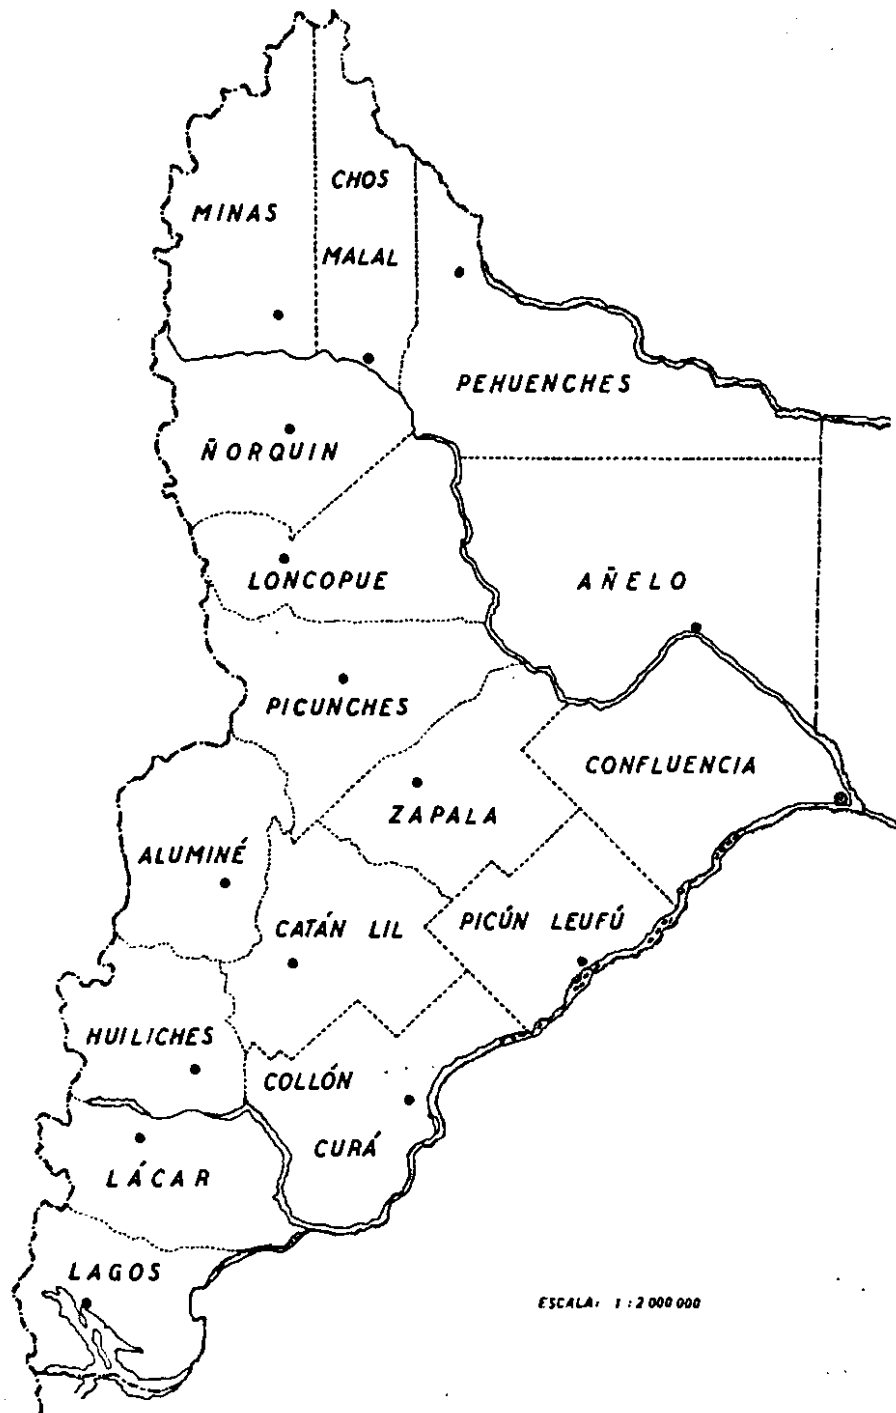 CHOS
MINAS
MALAL
PEHUENCHES
ÑORQUIN
LONCOPUE
AÑELO
PICUNCHES
CONFLUENCIA
ZAPALA
ALUMINÉ
CATÁN LIL
PICÚN LEUFÚ
HUILICHES
COLLÓN
CURÁ
LÁCAR
LAGOS
ESCALA: 1:2 000 000